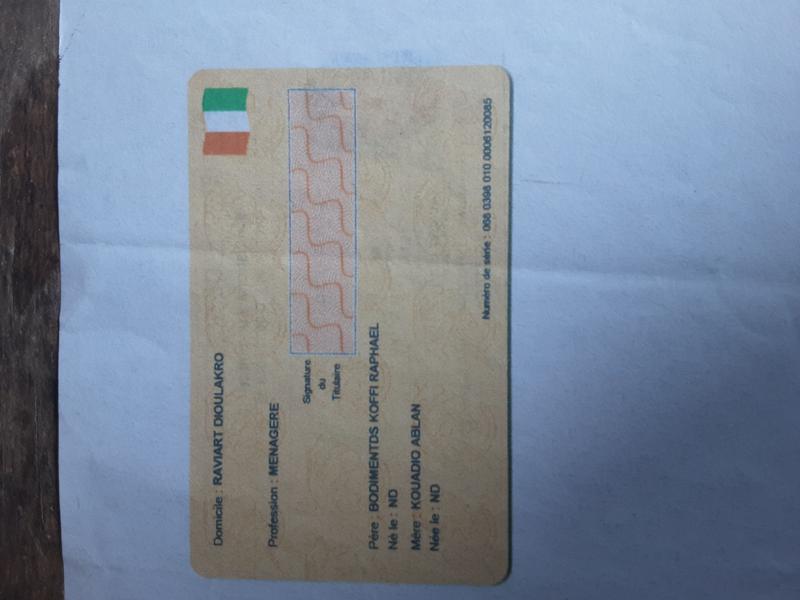 Domicile : RAVIART DIOULAKRO
Profession : MENAGERE
Signature
du
Titulaire
Père : BODIMENTDS KOFFI RAPHAEL
Né le : ND
Mère : KOUADIO ABLAN
Née le : ND
Numéro de série : 068 0398 010 0006120085